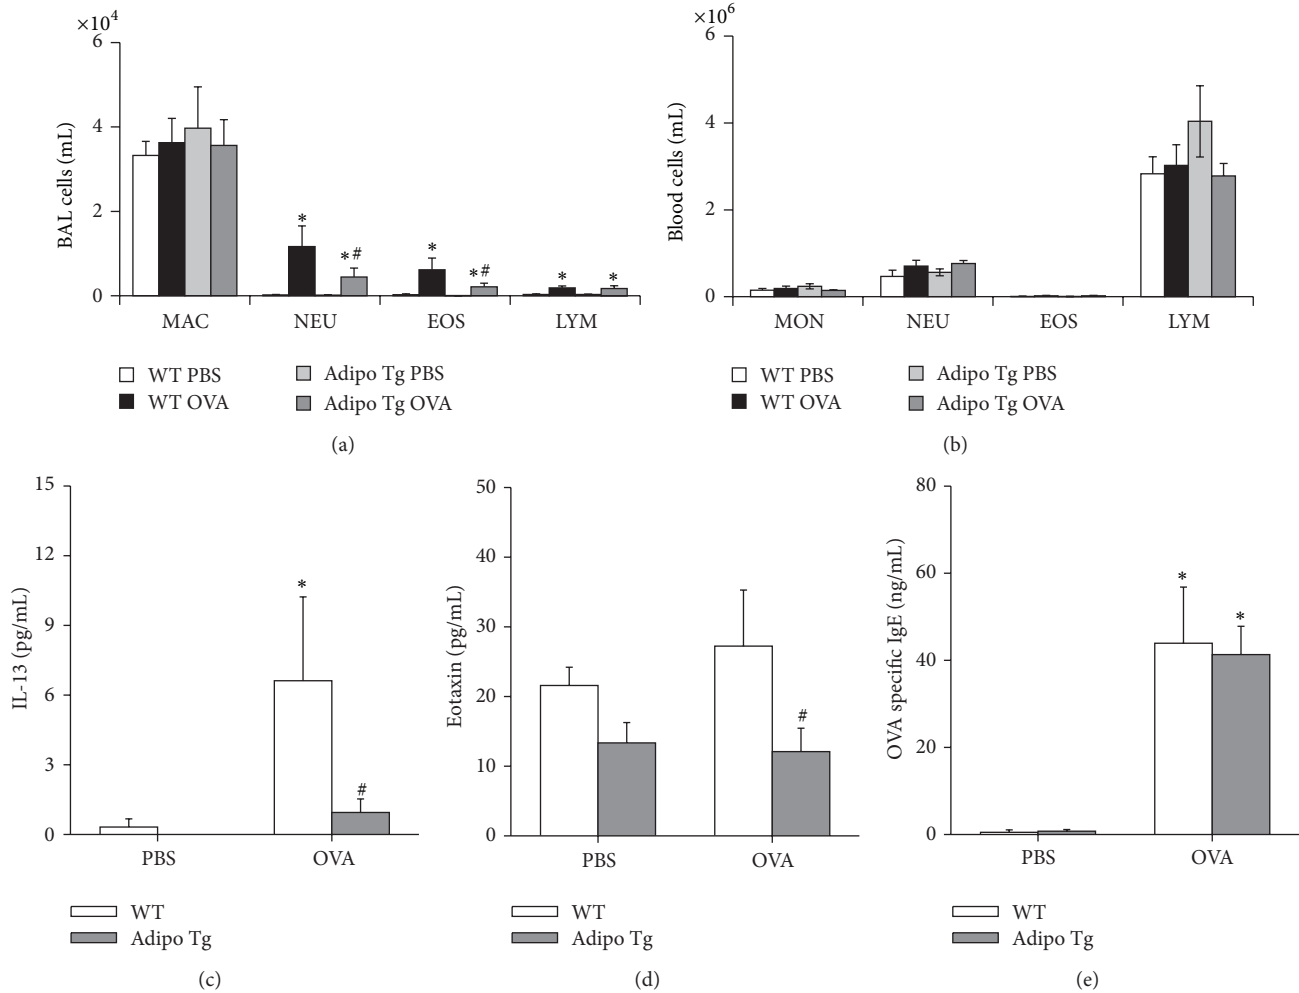 ×10⁴
6
4
2
0
BAL cells (mL)
*
*#
*
*#
*
*
MAC NEU EOS LYM
WT PBS Adipo Tg PBS
WT OVA Adipo Tg OVA
(a)
×10⁶
6
4
2
0
Blood cells (mL)
MON NEU EOS LYM
WT PBS Adipo Tg PBS
WT OVA Adipo Tg OVA
(b)
15
12
9
6
3
0
IL-13 (pg/mL)
*
#
PBS OVA
WT
Adipo Tg
(c)
50
40
30
20
10
0
Eotaxin (pg/mL)
#
PBS OVA
WT
Adipo Tg
(d)
80
60
40
20
0
OVA specific IgE (ng/mL)
*
*
PBS OVA
WT
Adipo Tg
(e)